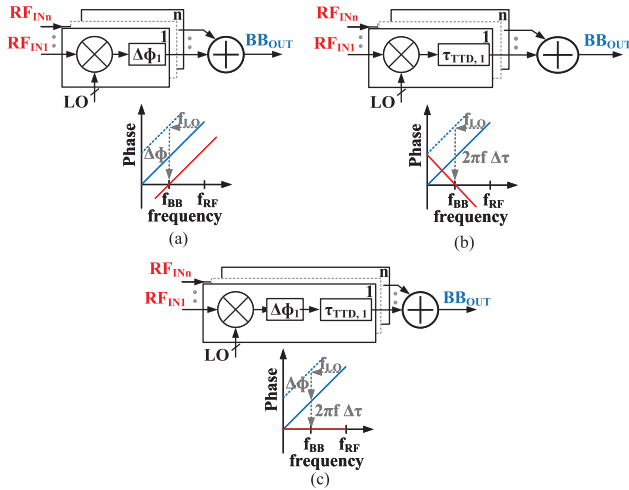 RF_INn
n
RF_IN1
1
Δϕ_1
BB_OUT
LO
Phase
f_LO
Δϕ
f_BB
f_RF
frequency
(a)
RF_INn
n
RF_IN1
1
τ_TTD, 1
BB_OUT
LO
Phase
f_LO
2πf Δτ
f_BB
f_RF
frequency
(b)
RF_INn
n
RF_IN1
1
Δϕ_1
τ_TTD, 1
BB_OUT
LO
Phase
f_LO
Δϕ
2πf Δτ
f_BB
f_RF
frequency
(c)